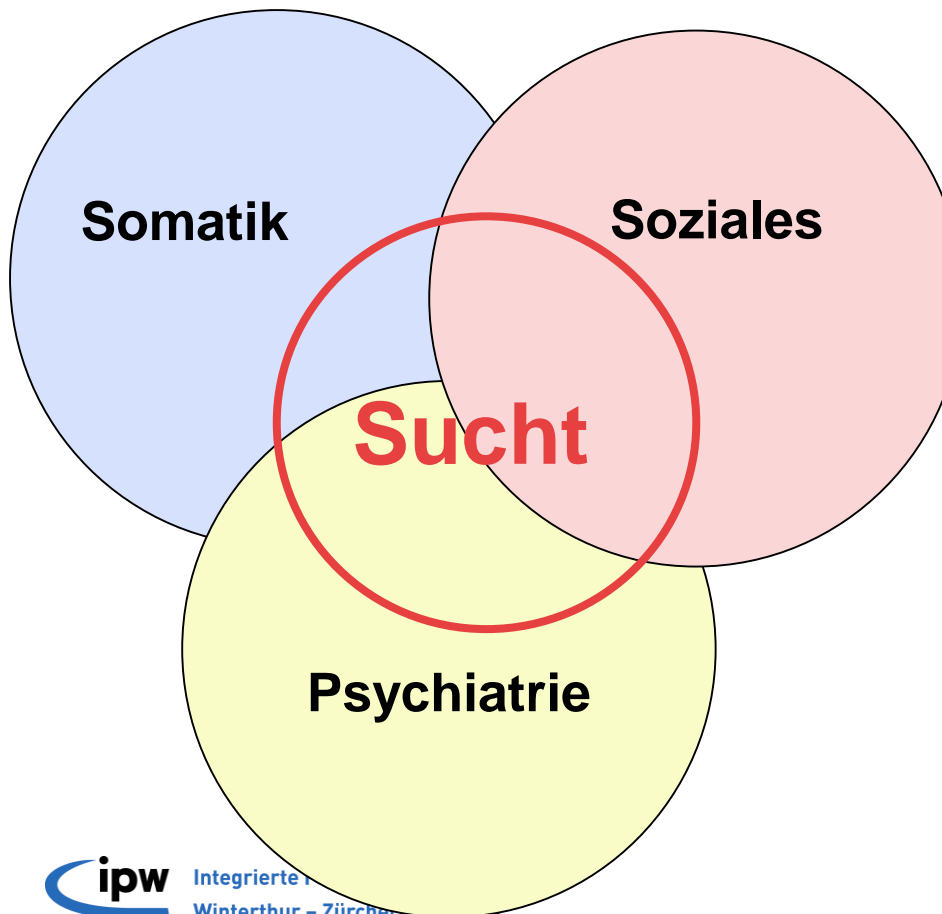 Somatik
Soziales
Sucht
Psychiatrie
ipw
Integrierte
Winterthur – Zürcher